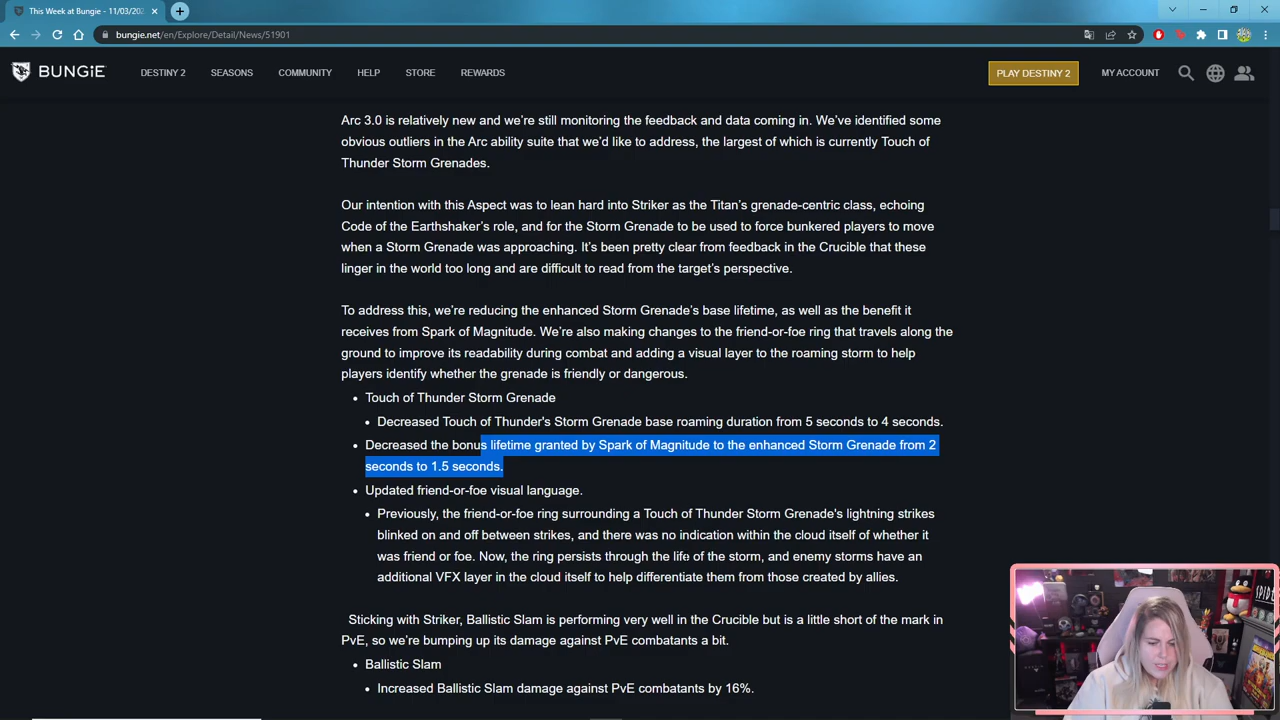 This Week at Bungie - 11/03/202
bungie.net/en/Explore/Detail/News/51901
BUNGiE
DESTINY 2
SEASONS
COMMUNITY
HELP
STORE
REWARDS
PLAY DESTINY 2
MY ACCOUNT
Arc 3.0 is relatively new and we're still monitoring the feedback and data coming in. We've identified some
obvious outliers in the Arc ability suite that we'd like to address, the largest of which is currently Touch of
Thunder Storm Grenades.
Our intention with this Aspect was to lean hard into Striker as the Titan's grenade-centric class, echoing
Code of the Earthshaker's role, and for the Storm Grenade to be used to force bunkered players to move
when a Storm Grenade was approaching. It's been pretty clear from feedback in the Crucible that these
linger in the world too long and are difficult to read from the target's perspective.
To address this, we're reducing the enhanced Storm Grenade's base lifetime, as well as the benefit it
receives from Spark of Magnitude. We're also making changes to the friend-or-foe ring that travels along the
ground to improve its readability during combat and adding a visual layer to the roaming storm to help
players identify whether the grenade is friendly or dangerous.
• Touch of Thunder Storm Grenade
• Decreased Touch of Thunder's Storm Grenade base roaming duration from 5 seconds to 4 seconds.
• Decreased the bonus lifetime granted by Spark of Magnitude to the enhanced Storm Grenade from 2
seconds to 1.5 seconds.
• Updated friend-or-foe visual language.
• Previously, the friend-or-foe ring surrounding a Touch of Thunder Storm Grenade's lightning strikes
blinked on and off between strikes, and there was no indication within the cloud itself of whether it
was friend or foe. Now, the ring persists through the life of the storm, and enemy storms have an
additional VFX layer in the cloud itself to help differentiate them from those created by allies.
Sticking with Striker, Ballistic Slam is performing very well in the Crucible but is a little short of the mark in
PvE, so we're bumping up its damage against PvE combatants a bit.
• Ballistic Slam
• Increased Ballistic Slam damage against PvE combatants by 16%.